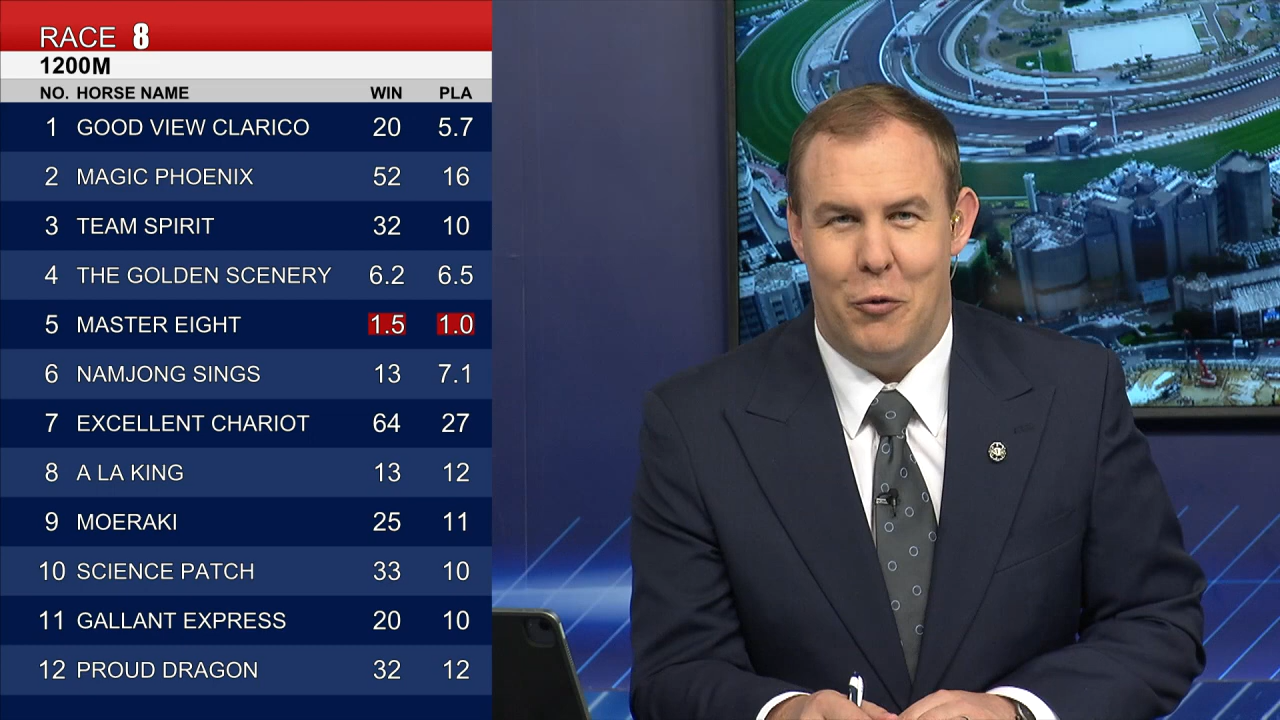 RACE 8
1200M
NO. HORSE NAME WIN PLA
1 GOOD VIEW CLARICO 20 5.7
2 MAGIC PHOENIX 52 16
3 TEAM SPIRIT 32 10
4 THE GOLDEN SCENERY 6.2 6.5
5 MASTER EIGHT 1.5 1.0
6 NAMJONG SINGS 13 7.1
7 EXCELLENT CHARIOT 64 27
8 A LA KING 13 12
9 MOERAKI 25 11
10 SCIENCE PATCH 33 10
11 GALLANT EXPRESS 20 10
12 PROUD DRAGON 32 12